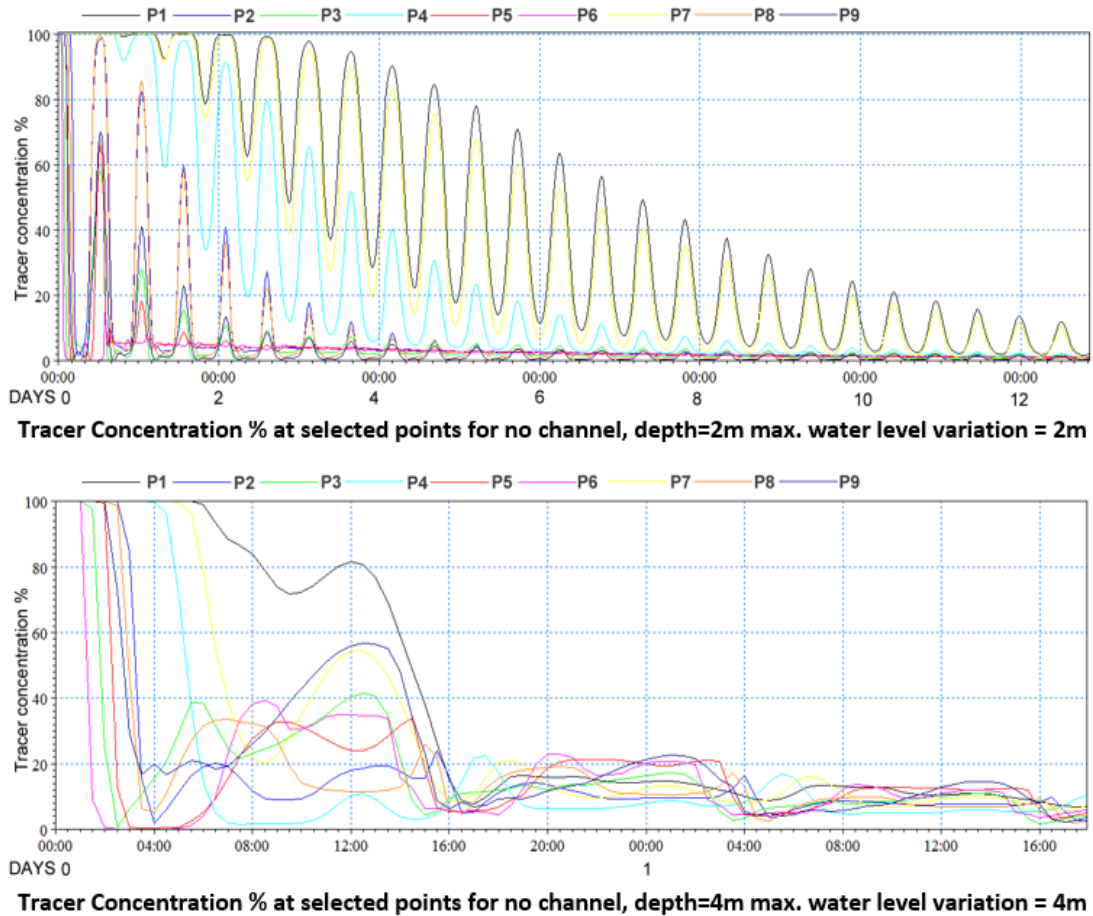 P1 P2 P3 P4 P5 P6 P7 P8 P9
100
80
60
40
20
0
Tracer concentration %
00:00 00:00 00:00 00:00 00:00 00:00 00:00
DAYS 0 2 4 6 8 10 12
Tracer Concentration % at selected points for no channel, depth=2m max. water level variation = 2m
P1 P2 P3 P4 P5 P6 P7 P8 P9
100
80
60
40
20
0
Tracer concentration %
00:00 04:00 08:00 12:00 16:00 20:00 00:00 04:00 08:00 12:00 16:00
DAYS 0 1
Tracer Concentration % at selected points for no channel, depth=4m max. water level variation = 4m